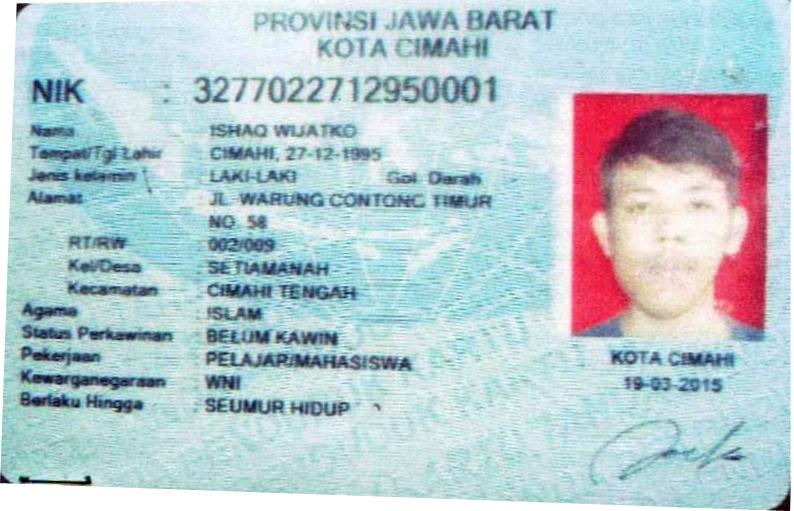 PROVINSI JAWA BARAT
KOTA CIMAHI
NIK : 3277022712950001
Nama : ISHAQ WIJATKO
Tempat/Tgl Lahir : CIMAHI, 27-12-1995
Jenis kelamin : LAKI-LAKI Gol. Darah
Alamat : JL. WARUNG CONTONG TIMUR
NO 58
RT/RW : 002/009
Kel/Desa : SETIAMANAH
Kecamatan : CIMAHI TENGAH
Agama : ISLAM
Status Perkawinan : BELUM KAWIN
Pekerjaan : PELAJAR/MAHASISWA
Kewarganegaraan : WNI
Berlaku Hingga : SEUMUR HIDUP
KOTA CIMAHI
19-03-2015